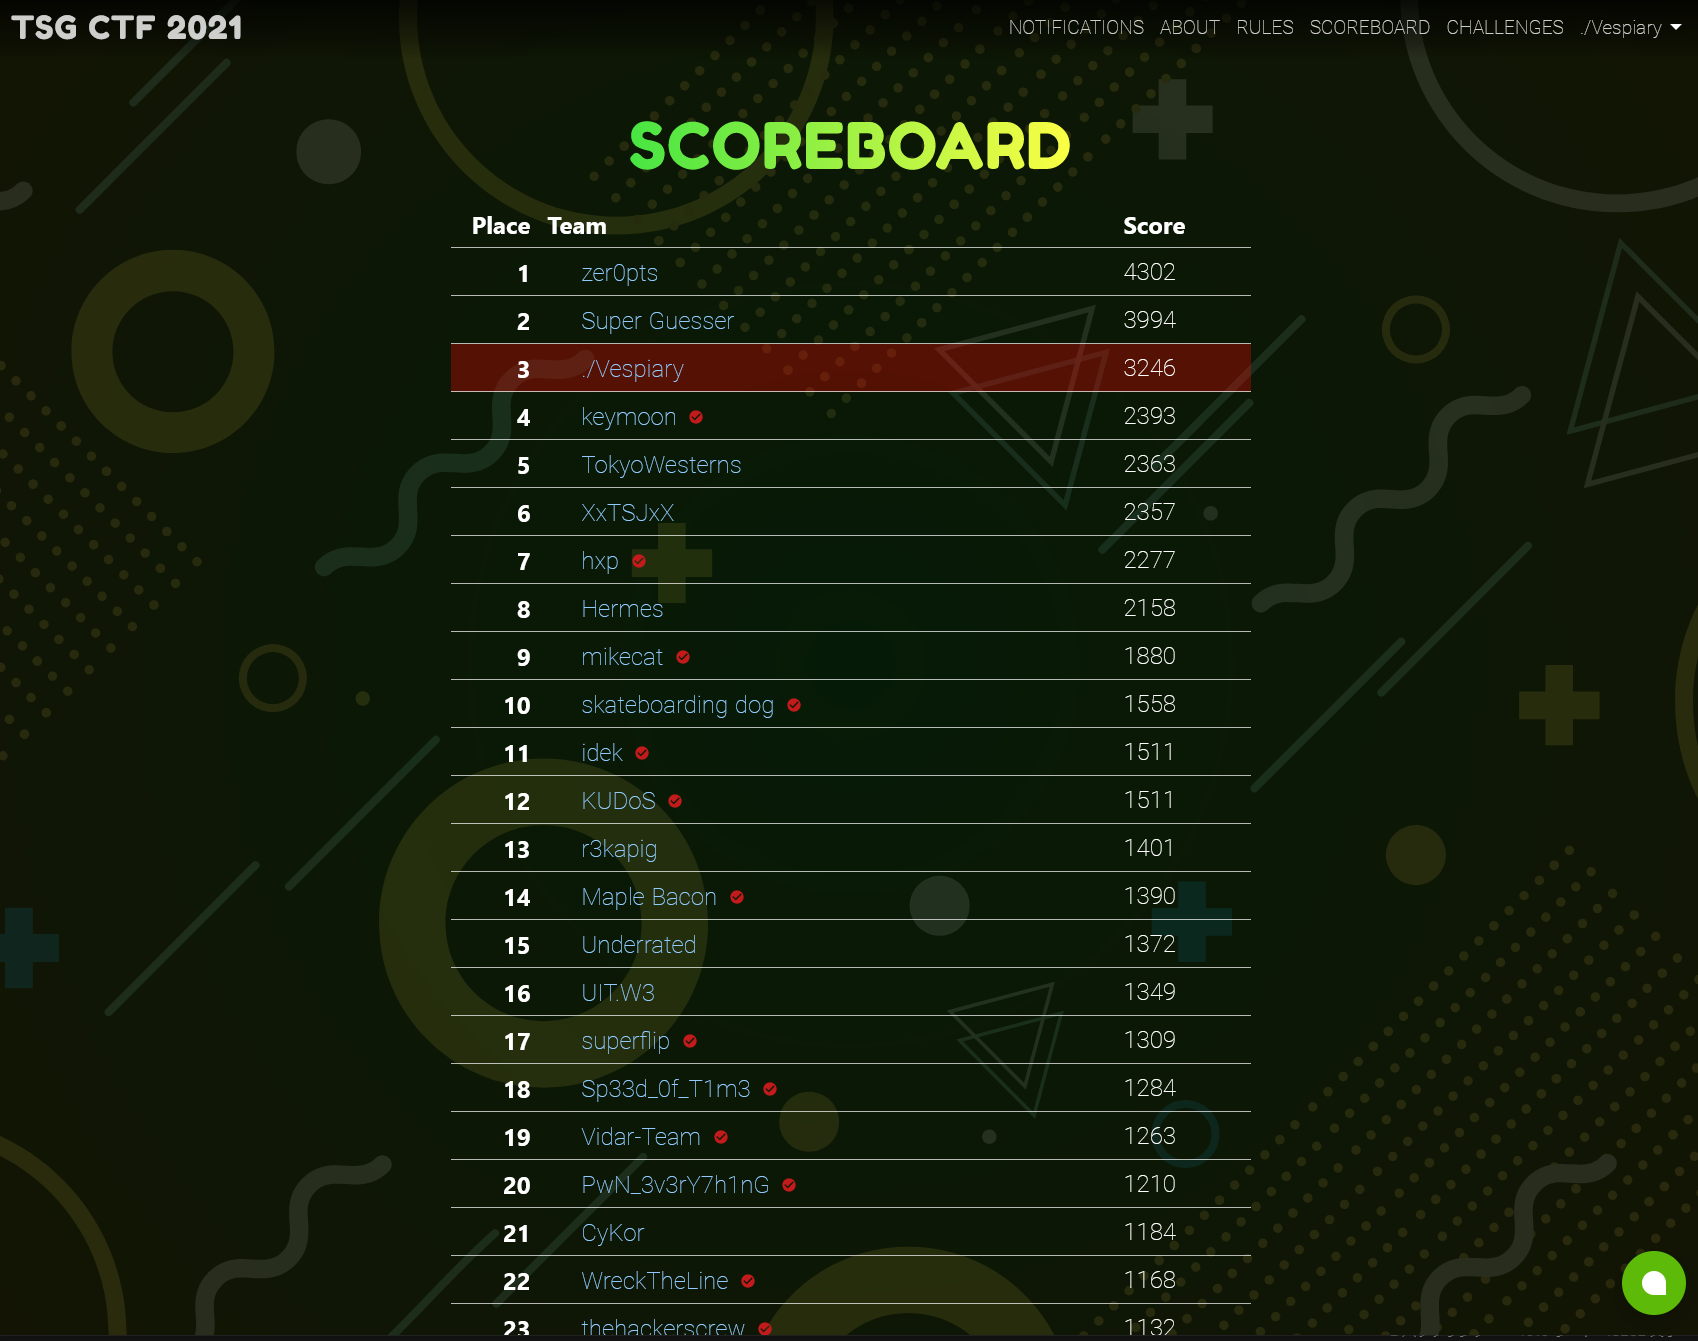 TSG CTF 2021
NOTIFICATIONS ABOUT RULES SCOREBOARD CHALLENGES ./Vespiary
SCOREBOARD
Place Team Score
1 zer0pts 4302
2 Super Guesser 3994
3 ./Vespiary 3246
4 keymoon 2393
5 TokyoWesterns 2363
6 XxTSJxX 2357
7 hxp 2277
8 Hermes 2158
9 mikecat 1880
10 skateboarding dog 1558
11 idek 1511
12 KUDoS 1511
13 r3kapig 1401
14 Maple Bacon 1390
15 Underrated 1372
16 UIT.W3 1349
17 superflip 1309
18 Sp33d_0f_T1m3 1284
19 Vidar-Team 1263
20 PwN_3v3rY7h1nG 1210
21 CyKor 1184
22 WreckTheLine 1168
23 thehackerscrew 1132